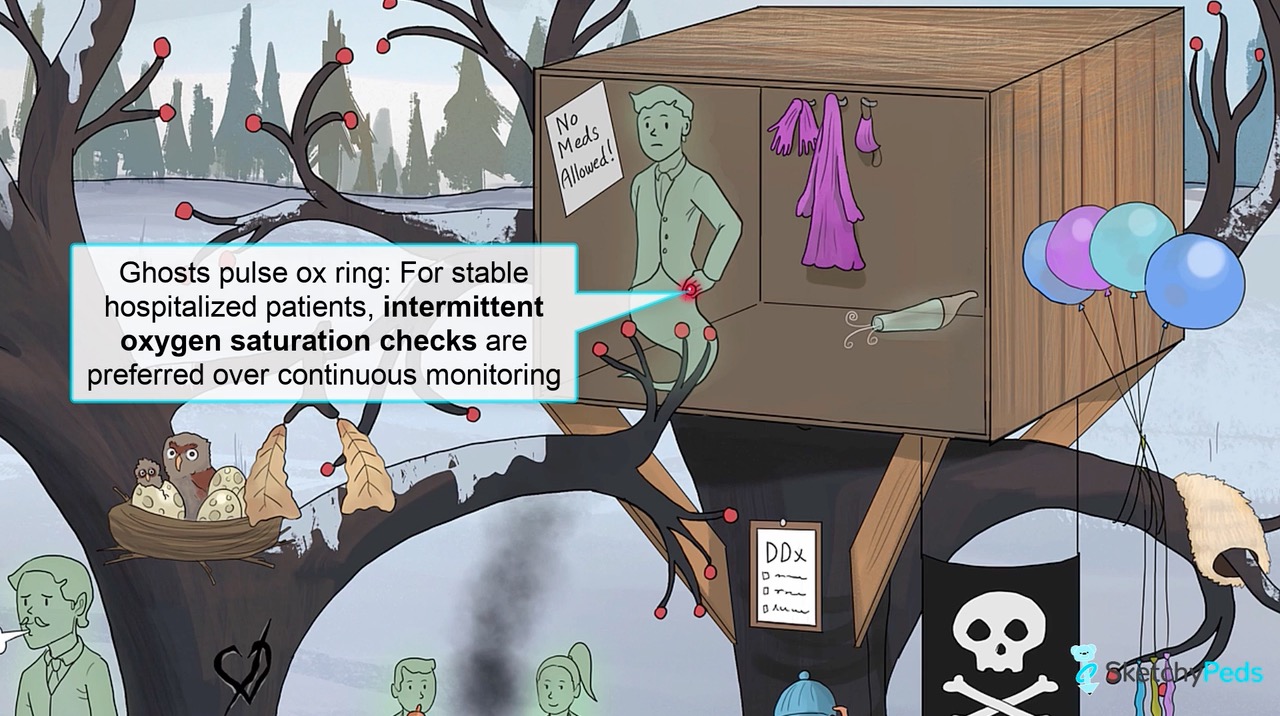 No
Meds
Allowed!
Ghosts pulse ox ring: For stable
hospitalized patients, intermittent
oxygen saturation checks are
preferred over continuous monitoring
DDx
SketchyPeds